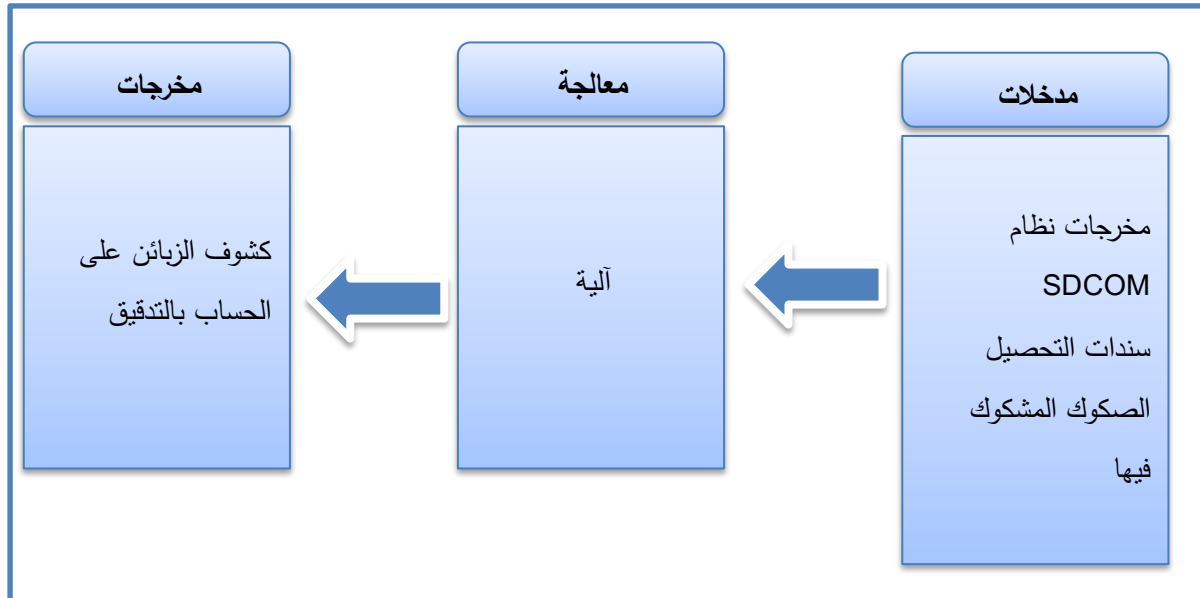 مدخلات
مخرجات نظام
SDCOM
سندات التحصيل
الصكوك المشكوك
فيها
معالجة
آلية
مخرجات
كشوف الزبائن على
الحساب بالتدقيق